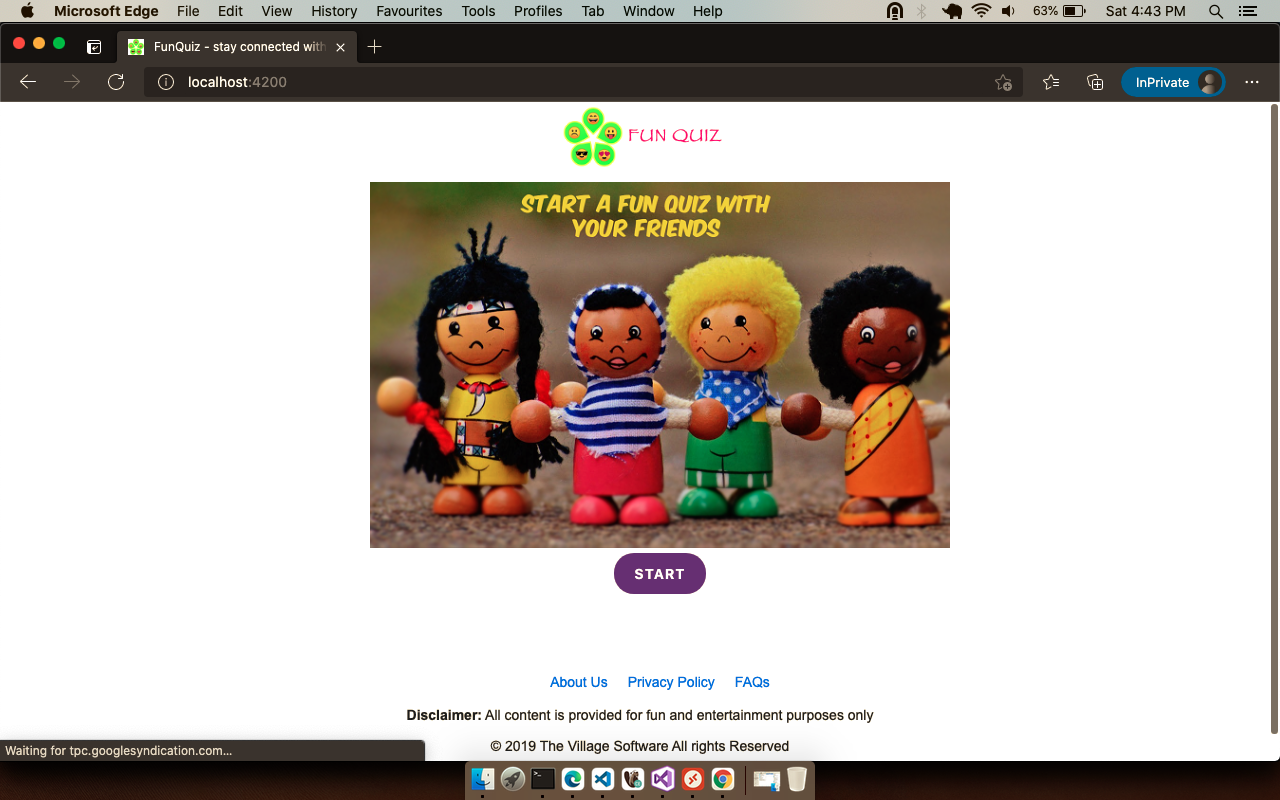 Microsoft Edge File Edit View History Favourites Tools Profiles Tab Window Help 63% Sat 4:43 PM
FunQuiz - stay connected with
localhost:4200 InPrivate
FUN QUIZ
START A FUN QUIZ WITH
YOUR FRIENDS
START
About Us Privacy Policy FAQs
Disclaimer: All content is provided for fun and entertainment purposes only
© 2019 The Village Software All rights Reserved
Waiting for tpc.googlesyndication.com...